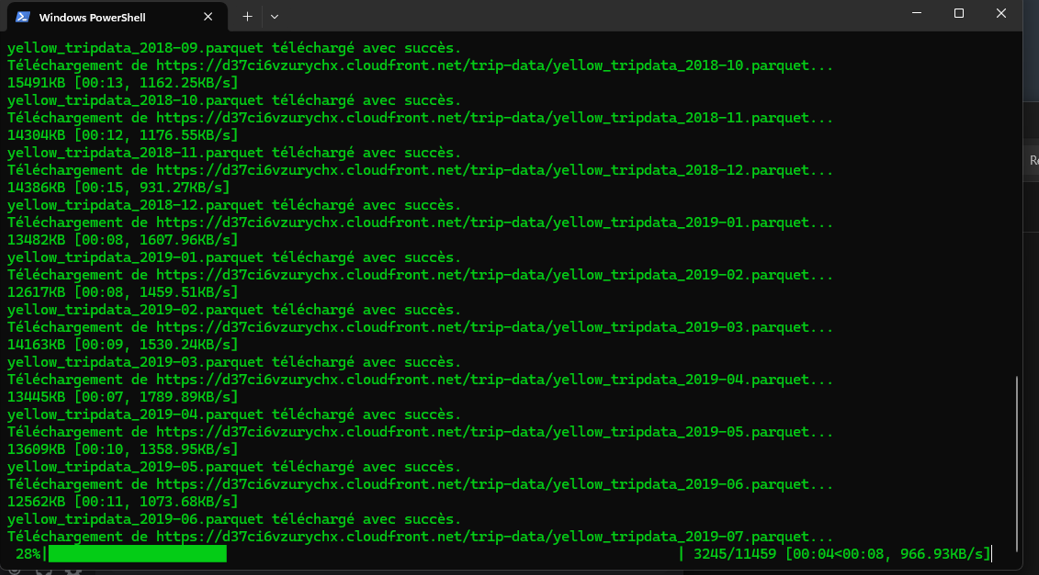 Windows PowerShell
yellow_tripdata_2018-09.parquet téléchargé avec succès.
Téléchargement de https://d37ci6vzurychx.cloudfront.net/trip-data/yellow_tripdata_2018-10.parquet...
15491KB [00:13, 1162.25KB/s]
yellow_tripdata_2018-10.parquet téléchargé avec succès.
Téléchargement de https://d37ci6vzurychx.cloudfront.net/trip-data/yellow_tripdata_2018-11.parquet...
14304KB [00:12, 1176.55KB/s]
yellow_tripdata_2018-11.parquet téléchargé avec succès.
Téléchargement de https://d37ci6vzurychx.cloudfront.net/trip-data/yellow_tripdata_2018-12.parquet...
14386KB [00:15, 931.27KB/s]
yellow_tripdata_2018-12.parquet téléchargé avec succès.
Téléchargement de https://d37ci6vzurychx.cloudfront.net/trip-data/yellow_tripdata_2019-01.parquet...
13482KB [00:08, 1607.96KB/s]
yellow_tripdata_2019-01.parquet téléchargé avec succès.
Téléchargement de https://d37ci6vzurychx.cloudfront.net/trip-data/yellow_tripdata_2019-02.parquet...
12617KB [00:08, 1459.51KB/s]
yellow_tripdata_2019-02.parquet téléchargé avec succès.
Téléchargement de https://d37ci6vzurychx.cloudfront.net/trip-data/yellow_tripdata_2019-03.parquet...
14163KB [00:09, 1530.24KB/s]
yellow_tripdata_2019-03.parquet téléchargé avec succès.
Téléchargement de https://d37ci6vzurychx.cloudfront.net/trip-data/yellow_tripdata_2019-04.parquet...
13445KB [00:07, 1789.89KB/s]
yellow_tripdata_2019-04.parquet téléchargé avec succès.
Téléchargement de https://d37ci6vzurychx.cloudfront.net/trip-data/yellow_tripdata_2019-05.parquet...
13609KB [00:10, 1358.95KB/s]
yellow_tripdata_2019-05.parquet téléchargé avec succès.
Téléchargement de https://d37ci6vzurychx.cloudfront.net/trip-data/yellow_tripdata_2019-06.parquet...
12562KB [00:11, 1073.68KB/s]
yellow_tripdata_2019-06.parquet téléchargé avec succès.
Téléchargement de https://d37ci6vzurychx.cloudfront.net/trip-data/yellow_tripdata_2019-07.parquet...
28%| | 3245/11459 [00:04<00:08, 966.93KB/s]